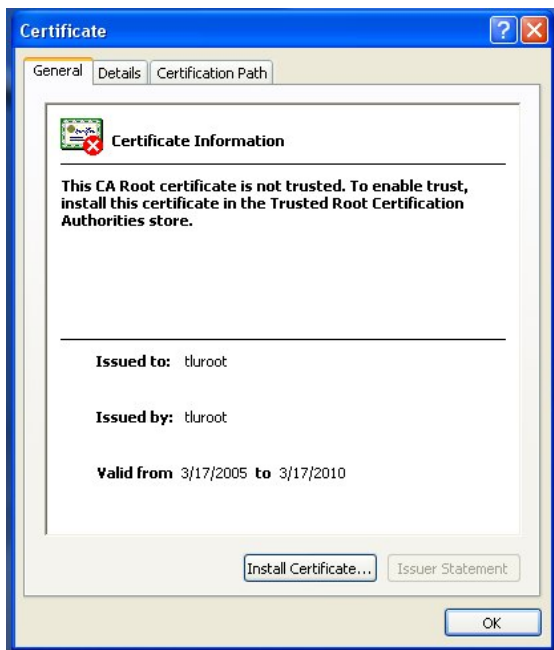 Certificate
General Details Certification Path
Certificate Information
This CA Root certificate is not trusted. To enable trust,
install this certificate in the Trusted Root Certification
Authorities store.
Issued to: tluroot
Issued by: tluroot
Valid from 3/17/2005 to 3/17/2010
Install Certificate... Issuer Statement
OK